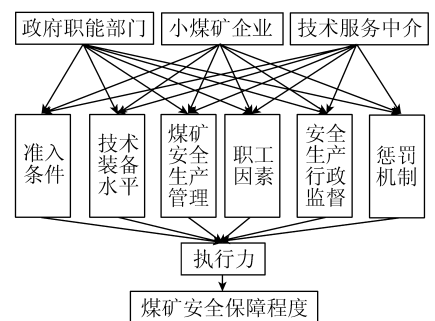 政府职能部门
小煤矿企业
技术服务中介
准入
条件
技术
装备
水平
煤矿
安全
生产
管理
职工
因素
安全
生产
行政
监督
惩罚
机制
执行力
煤矿安全保障程度